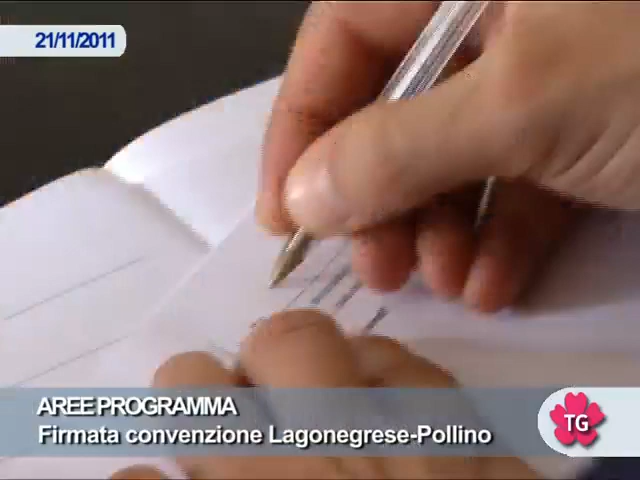 21/11/2011
AREE PROGRAMMA
Firmata convenzione Lagonegrese-Pollino
TG